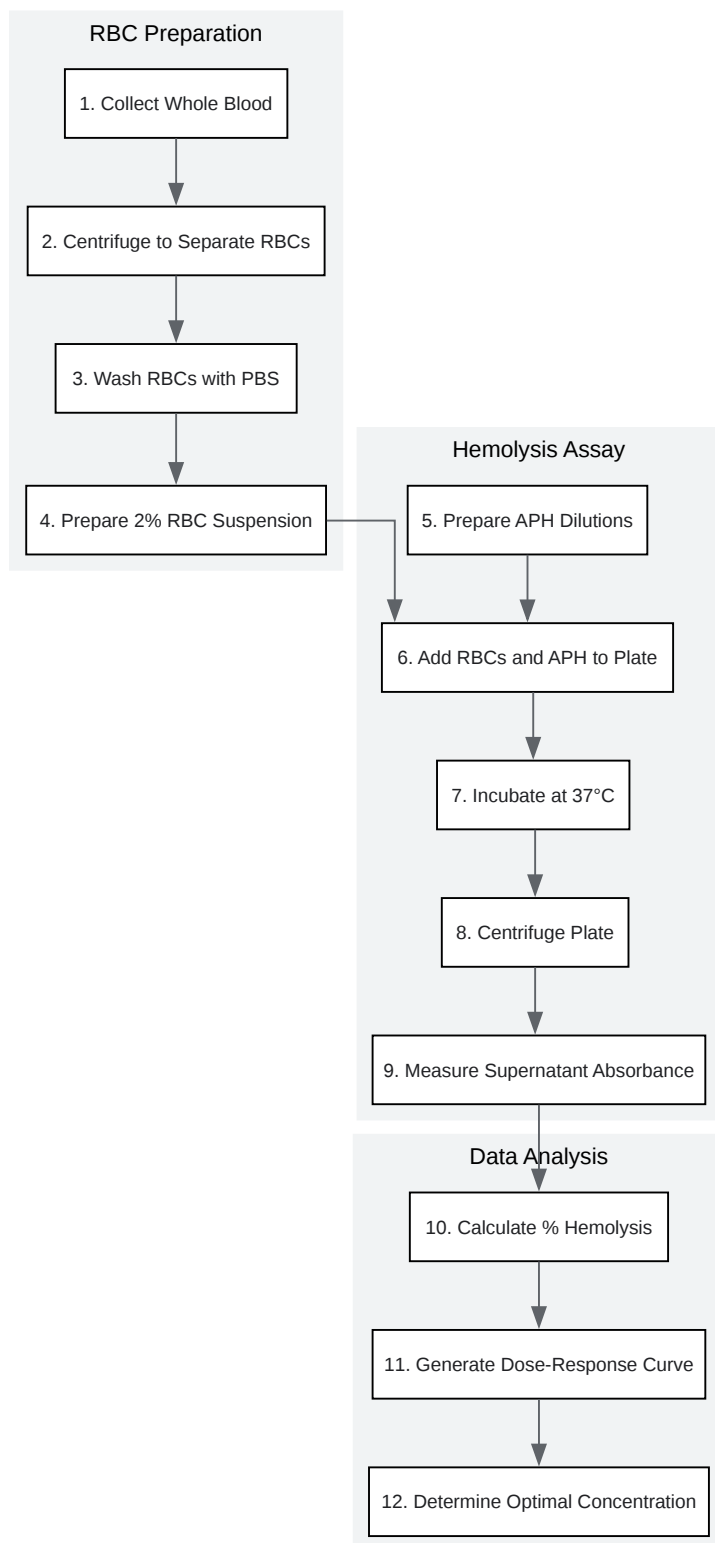 RBC Preparation
1. Collect Whole Blood
2. Centrifuge to Separate RBCs
3. Wash RBCs with PBS
4. Prepare 2% RBC Suspension
Hemolysis Assay
5. Prepare APH Dilutions
6. Add RBCs and APH to Plate
7. Incubate at 37°C
8. Centrifuge Plate
9. Measure Supernatant Absorbance
Data Analysis
10. Calculate % Hemolysis
11. Generate Dose-Response Curve
12. Determine Optimal Concentration